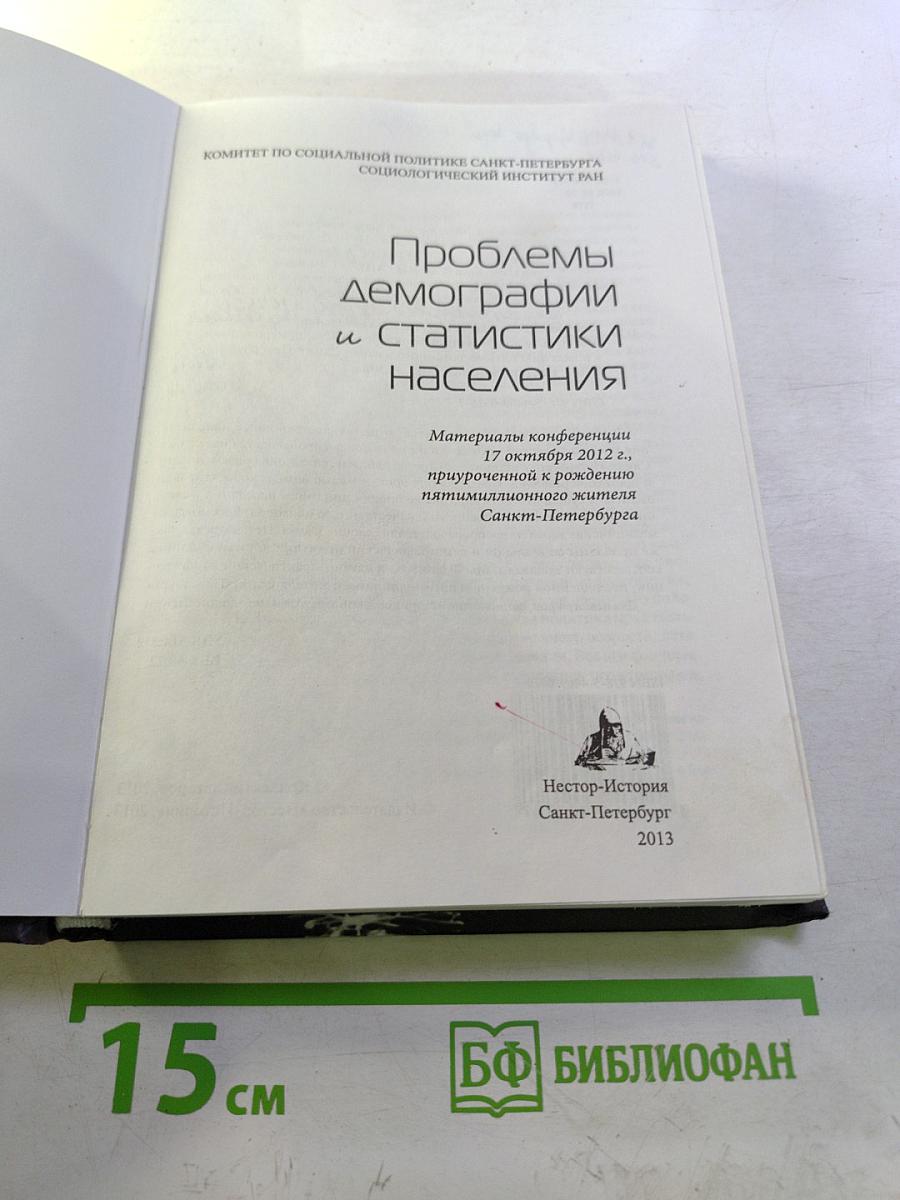 КОМИТЕТ ПО СОЦИАЛЬНОЙ ПОЛИТИКЕ САНКТ-ПЕТЕРБУРГА
СОЦИОЛОГИЧЕСКИЙ ИНСТИТУТ РАН
Проблемы
демографии
и статистики
населения
Материалы конференции
17 октября 2012 г.,
приуроченной к рождению
пятимиллионного жителя
Санкт-Петербурга
Нестор-История
Санкт-Петербург
2013
15 см
БФ БИБЛИОФАН